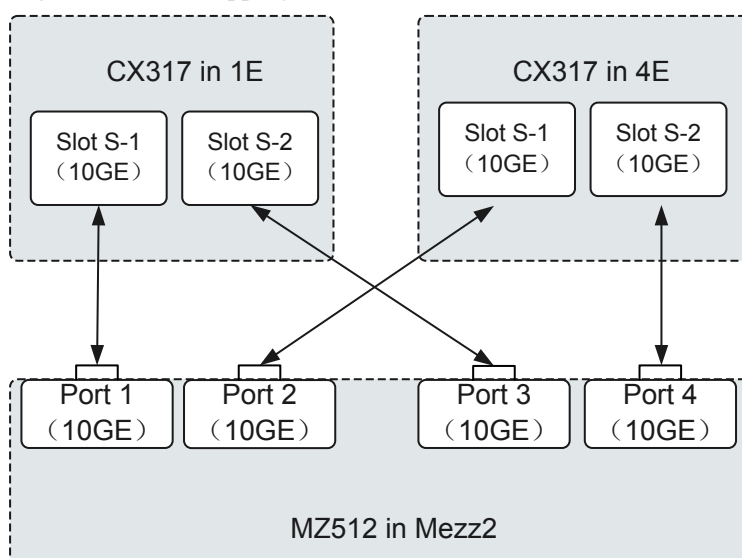 CX317 in 1E
CX317 in 4E
Slot S-1
（10GE）
Slot S-2
（10GE）
Slot S-1
（10GE）
Slot S-2
（10GE）
Port 1
（10GE）
Port 2
（10GE）
Port 3
（10GE）
Port 4
（10GE）
MZ512 in Mezz2